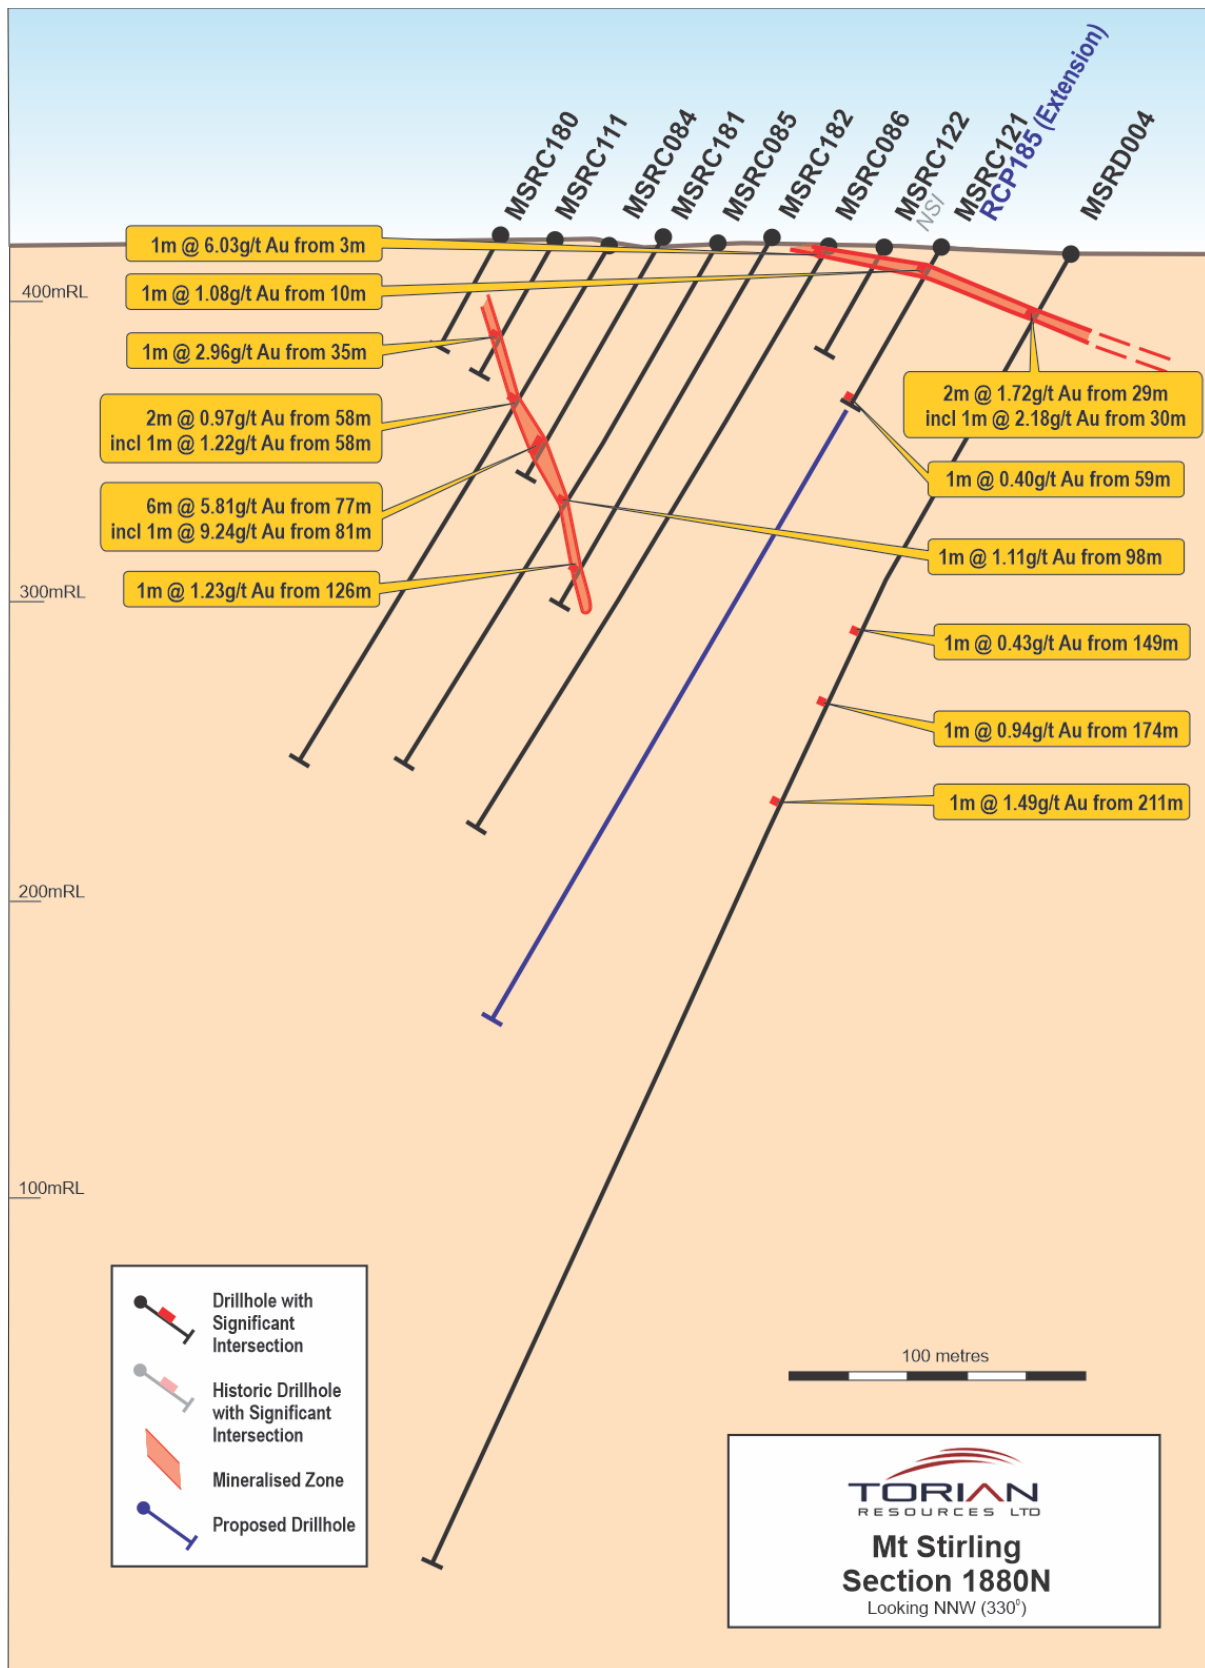 MSRC180
MSRC111
MSRC084
MSRC181
MSRC085
MSRC182
MSRC086
MSRC122
NSI
MSRC121
RCP185 (Extension)
MSRD004
1m @ 6.03g/t Au from 3m
1m @ 1.08g/t Au from 10m
400mRL
1m @ 2.96g/t Au from 35m
2m @ 0.97g/t Au from 58m
incl 1m @ 1.22g/t Au from 58m
6m @ 5.81g/t Au from 77m
incl 1m @ 9.24g/t Au from 81m
1m @ 1.23g/t Au from 126m
2m @ 1.72g/t Au from 29m
incl 1m @ 2.18g/t Au from 30m
1m @ 0.40g/t Au from 59m
1m @ 1.11g/t Au from 98m
300mRL
1m @ 0.43g/t Au from 149m
1m @ 0.94g/t Au from 174m
1m @ 1.49g/t Au from 211m
200mRL
100mRL
Drillhole with
Significant
Intersection
Historic Drillhole
with Significant
Intersection
Mineralised Zone
Proposed Drillhole
100 metres
TORIAN
RESOURCES LTD
Mt Stirling
Section 1880N
Looking NNW (330⁰)